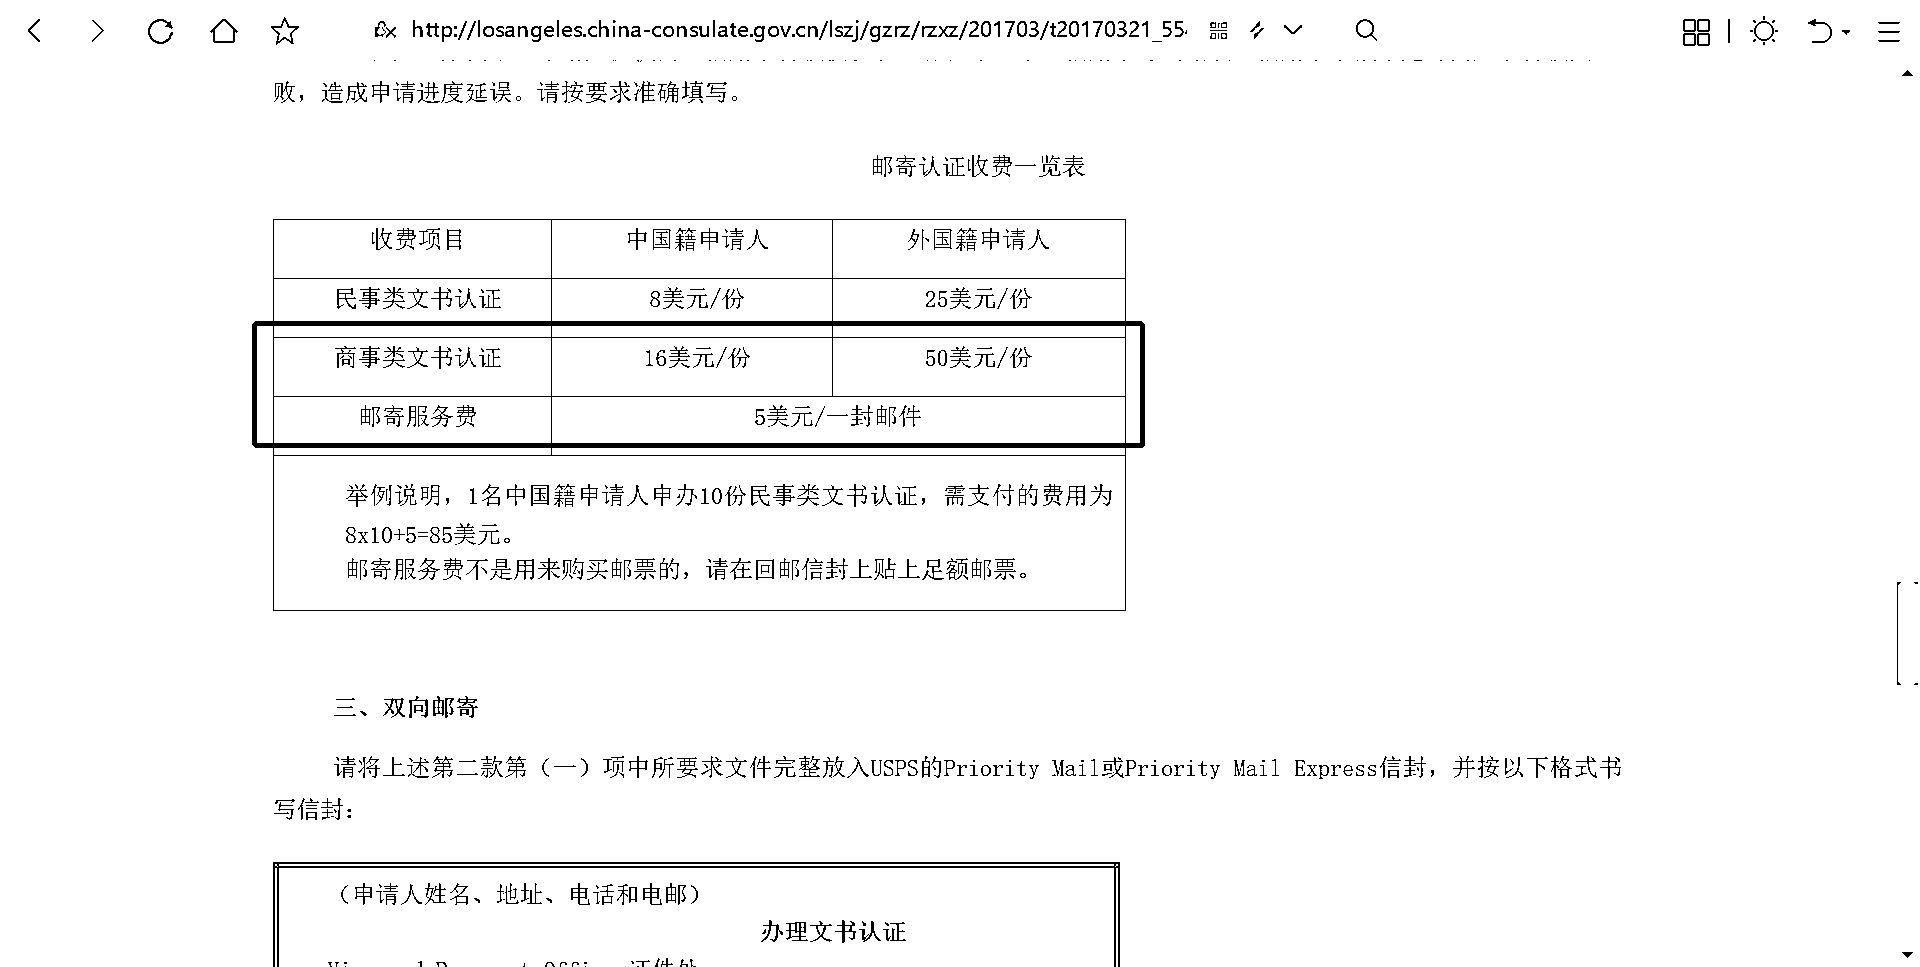 http://losangeles.china-consulate.gov.cn/lszj/gzrz/rzxz/201703/t20170321_55
败，造成申请进度延误。请按要求准确填写。
邮寄认证收费一览表
收费项目 中国籍申请人 外国籍申请人
民事类文书认证 8美元/份 25美元/份
商事类文书认证 16美元/份 50美元/份
邮寄服务费 5美元/一封邮件
举例说明，1名中国籍申请人申办10份民事类文书认证，需支付的费用为
8x10+5=85美元。
邮寄服务费不是用来购买邮票的，请在回邮信封上贴上足额邮票。
三、双向邮寄
请将上述第二款第（一）项中所要求文件完整放入USPS的Priority Mail或Priority Mail Express信封，并按以下格式书
写信封：
（申请人姓名、地址、电话和电邮）
办理文书认证